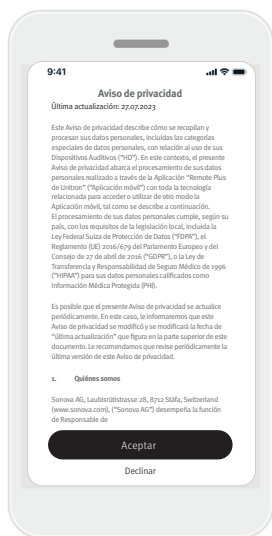 9:41
Aviso de privacidad
Última actualización: 27.07.2023
Este Aviso de privacidad describe cómo se recopilan y
procesan sus datos personales, incluidas las categorías
especiales de datos personales, con relación al uso de sus
Dispositivos Auditivos ("HD"). En este contexto, el presente
Aviso de privacidad abarca el procesamiento de sus datos
personales realizado a través de la Aplicación "Remote Plus
de Unitron" ("Aplicación móvil") con toda la tecnología
relacionada para acceder o utilizar de otro modo la
Aplicación móvil, tal como se describe a continuación.
El procesamiento de sus datos personales cumple, según su
país, con los requisitos de la legislación local, incluida la
Ley Federal Suiza de Protección de Datos ("FDPA"), el
Reglamento (UE) 2016/679 del Parlamento Europeo y del
Consejo de 27 de abril de 2016 ("GDPR"), o la Ley de
Transferencia y Responsabilidad de Seguro Médico de 1996
("HIPAA") para sus datos personales calificados como
Información Médica Protegida (PHI).
Es posible que el presente Aviso de privacidad se actualice
periódicamente. En este caso, le informaremos que este
Aviso de privacidad se modificó y se modificará la fecha de
"última actualización" que figura en la parte superior de este
documento. Le recomendamos que revise periódicamente la
última versión de este Aviso de privacidad.
1. Quiénes somos
Sonova AG, Laubisrütistrasse 28, 8712 Stäfa, Switzerland
(www.sonova.com), ("Sonova AG") desempeña la función
de Responsable de
Aceptar
Declinar